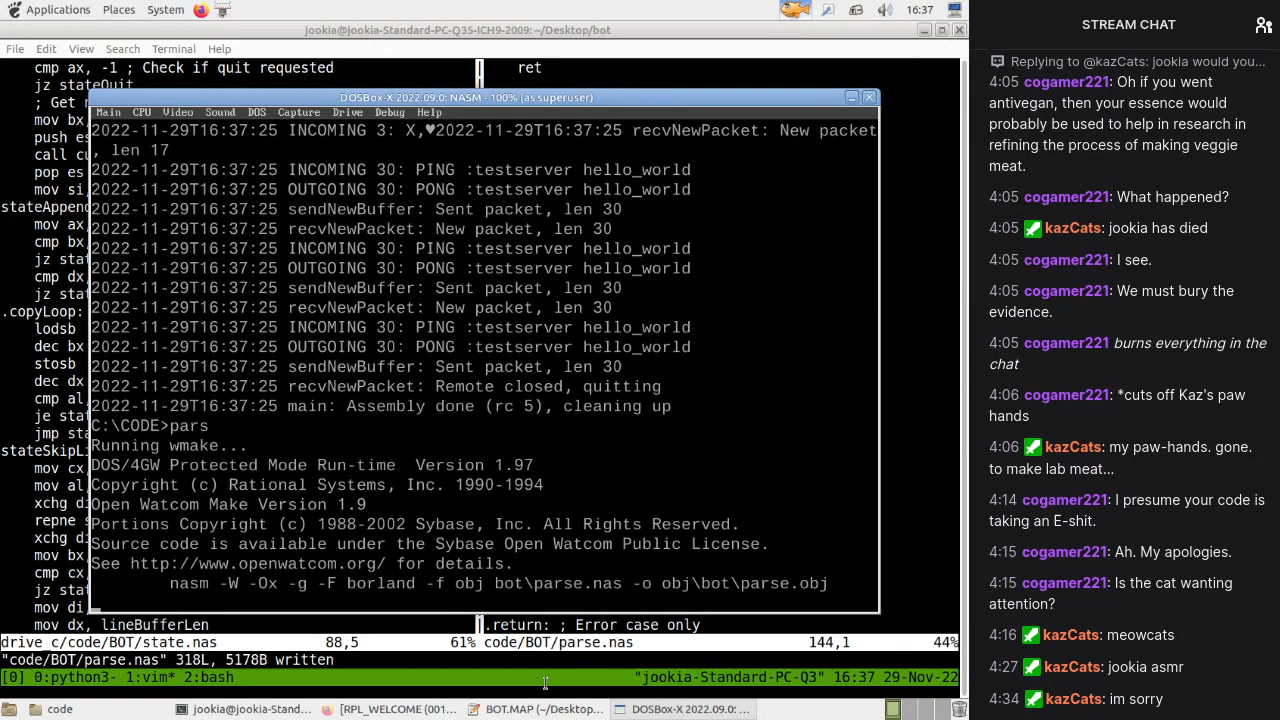 Applications Places System 16:37
jookia@jookia-Standard-PC-Q35-ICH9-2009: ~/Desktop/bot
File Edit View Search Terminal Help
cmp ax, -1 ; Check if quit requested
ret
jz stateQuit
; Get
mov bx
push es
call cu
pop es
mov si,
stateAppen
mov ax,
cmp bx,
jz stat
cmp dx,
jz stat
.copyLoop:
lodsb
dec bx
stosb
dec dx
cmp al,
je stat
jmp sta
stateSkipLi
mov cx,
mov al,
xchg di
repne s
xchg di
mov bx,
cmp cx,
jz stat
mov di,
mov dx, lineBufferLen
.return: ; Error case only
drive_c/code/BOT/state.nas 88,5 61% code/BOT/parse.nas 144,1 44%
"code/BOT/parse.nas" 318L, 5178B written
[0] 0:python3- 1:vim* 2:bash "jookia-Standard-PC-Q3" 16:37 29-Nov-22
DOSBox-X 2022.09.0: NASM - 100% (as superuser)
Main CPU Video Sound DOS Capture Drive Debug Help
2022-11-29T16:37:25 INCOMING 3: X,♥2022-11-29T16:37:25 recvNewPacket: New packet
, len 17
2022-11-29T16:37:25 INCOMING 30: PING :testserver hello_world
2022-11-29T16:37:25 OUTGOING 30: PONG :testserver hello_world
2022-11-29T16:37:25 sendNewBuffer: Sent packet, len 30
2022-11-29T16:37:25 recvNewPacket: New packet, len 30
2022-11-29T16:37:25 INCOMING 30: PING :testserver hello_world
2022-11-29T16:37:25 OUTGOING 30: PONG :testserver hello_world
2022-11-29T16:37:25 sendNewBuffer: Sent packet, len 30
2022-11-29T16:37:25 recvNewPacket: New packet, len 30
2022-11-29T16:37:25 INCOMING 30: PING :testserver hello_world
2022-11-29T16:37:25 OUTGOING 30: PONG :testserver hello_world
2022-11-29T16:37:25 sendNewBuffer: Sent packet, len 30
2022-11-29T16:37:25 recvNewPacket: Remote closed, quitting
2022-11-29T16:37:25 main: Assembly done (rc 5), cleaning up
C:\CODE>pars
Running wmake...
DOS/4GW Protected Mode Run-time Version 1.97
Copyright (c) Rational Systems, Inc. 1990-1994
Open Watcom Make Version 1.9
Portions Copyright (c) 1988-2002 Sybase, Inc. All Rights Reserved.
Source code is available under the Sybase Open Watcom Public License.
See http://www.openwatcom.org/ for details.
nasm -W -Ox -g -F borland -f obj bot\parse.nas -o obj\bot\parse.obj
code jookia@jookia-Stand... [RPL_WELCOME (001... BOT.MAP (~/Desktop... DOSBox-X 2022.09.0: ...
STREAM CHAT
Replying to @kazCats: jookia would you...
4:05 cogamer221: Oh if you went
antivegan, then your essence would
probably be used to help in research in
refining the process of making veggie
meat.
4:05 cogamer221: What happened?
4:05 kazCats: jookia has died
4:05 cogamer221: I see.
4:05 cogamer221: We must bury the
evidence.
4:05 cogamer221 burns everything in the
chat
4:06 cogamer221: *cuts off Kaz's paw
hands
4:06 kazCats: my paw-hands. gone.
to make lab meat...
4:14 cogamer221: I presume your code is
taking an E-shit.
4:15 cogamer221: Ah. My apologies.
4:15 cogamer221: Is the cat wanting
attention?
4:16 kazCats: meowcats
4:27 kazCats: jookia asmr
4:34 kazCats: im sorry